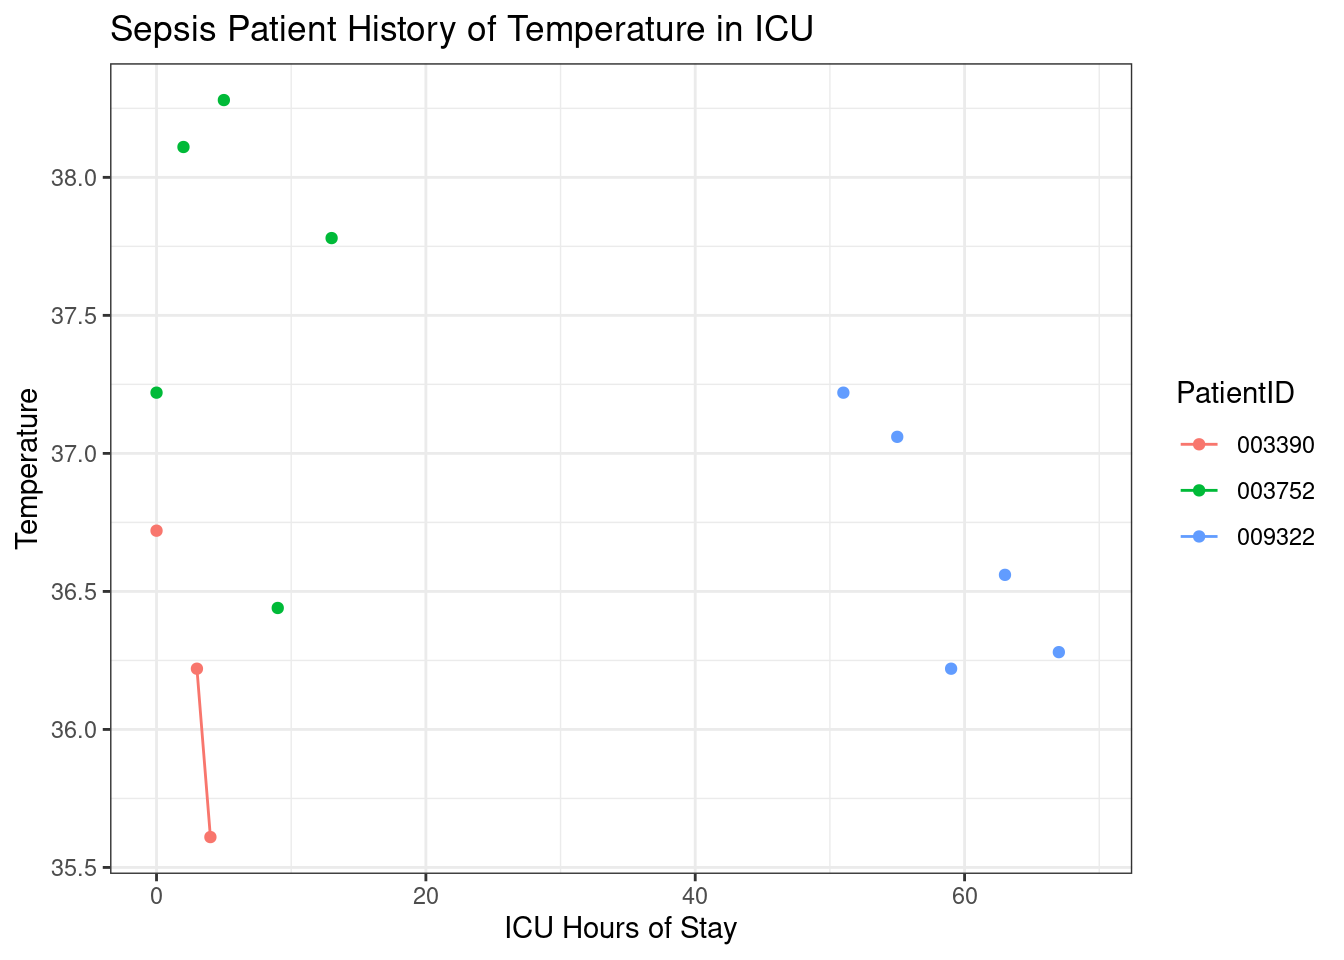 Sepsis Patient History of Temperature in ICU
38.0
37.5
37.0
36.5
36.0
35.5
Temperature
0 20 40 60
ICU Hours of Stay
PatientID
003390
003752
009322